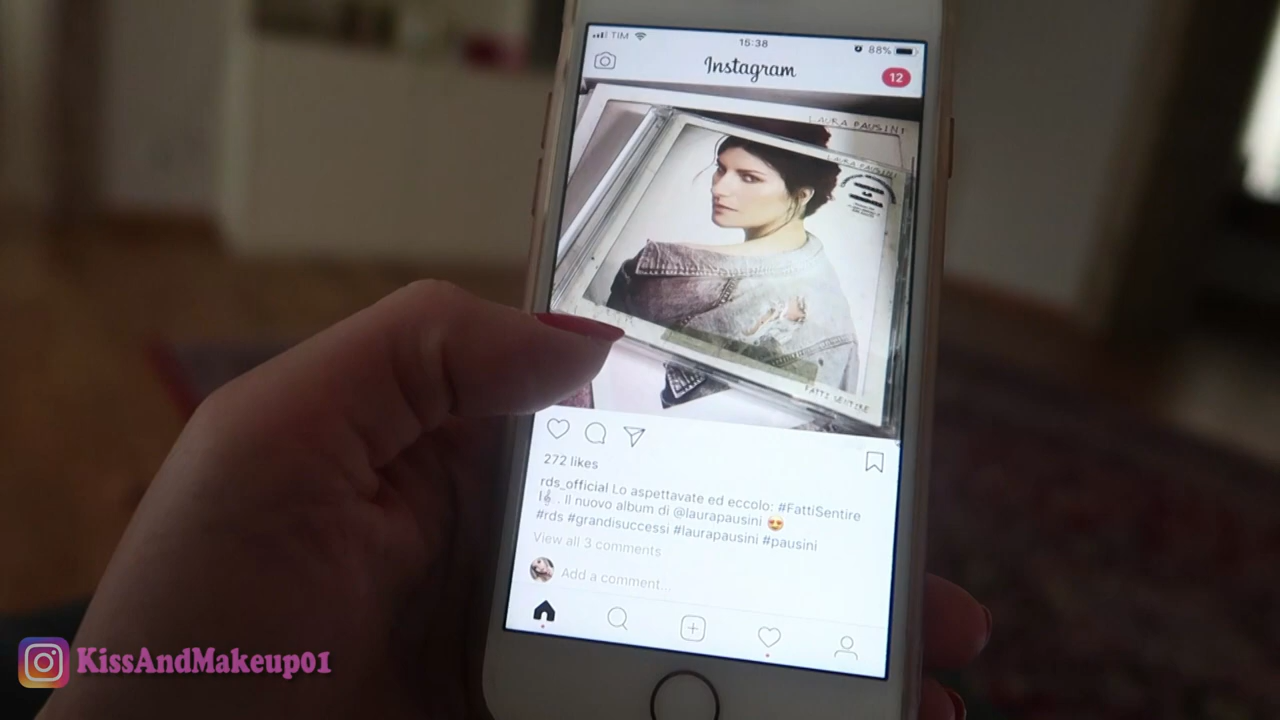 TIM
15:38
88%
Instagram
12
LAURA PAUSINI
LAURA PAUSINI
FATTI SENTIRE
272 likes
rds_official Lo aspettavate ed eccolo: #FattiSentire
. Il nuovo album di @laurapausini 😍
#rds #grandisuccessi #laurapausini #pausini
View all 3 comments
Add a comment...
KissAndMakeup01